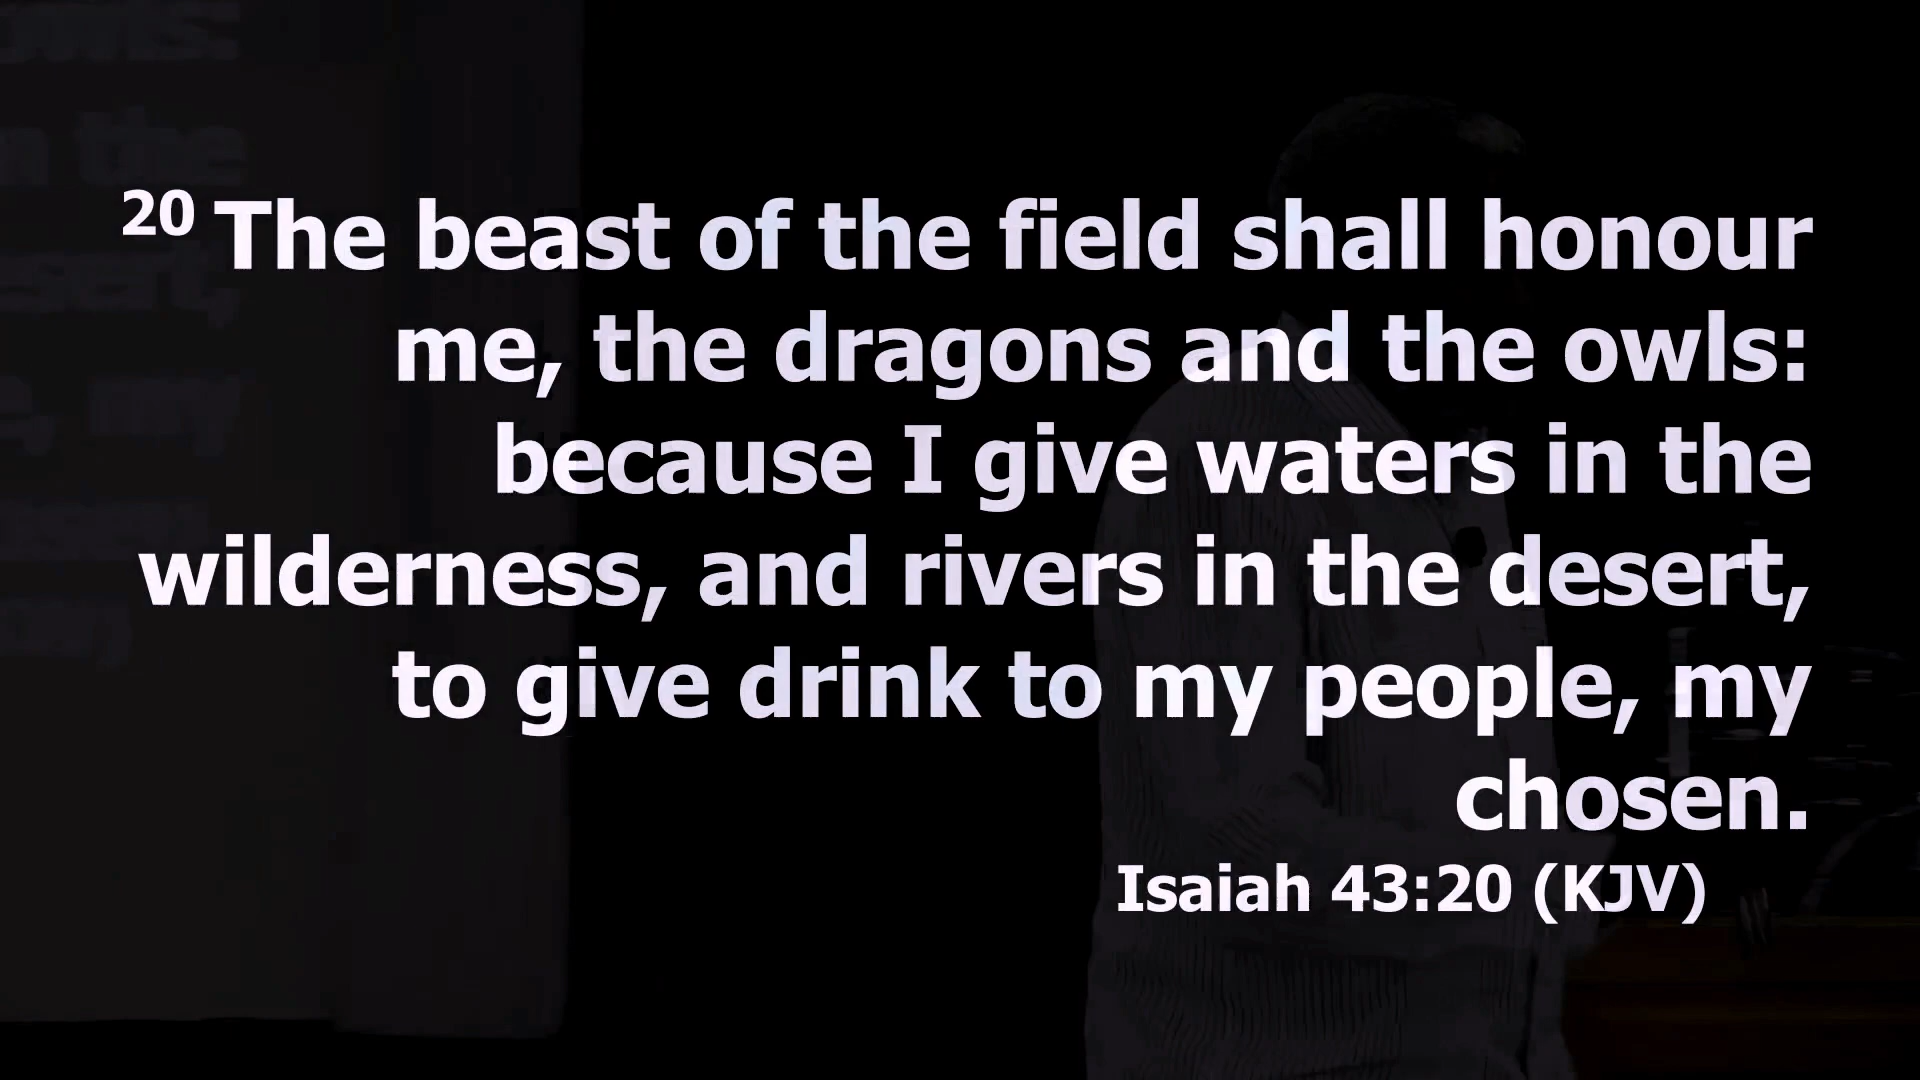 20 The beast of the field shall honour
me, the dragons and the owls:
because I give waters in the
wilderness, and rivers in the desert,
to give drink to my people, my
chosen.
Isaiah 43:20 (KJV)